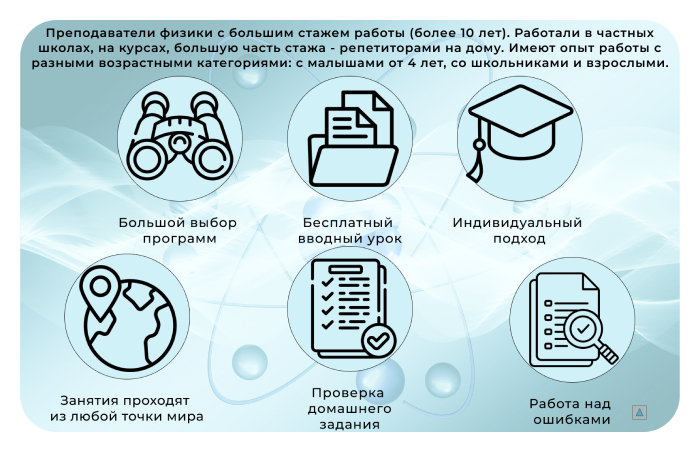 Преподаватели физики с большим стажем работы (более 10 лет). Работали в частных
школах, на курсах, большую часть стажа - репетиторами на дому. Имеют опыт работы с
разными возрастными категориями: с малышами от 4 лет, со школьниками и взрослыми.
Большой выбор
программ
Бесплатный
вводный урок
Индивидуальный
подход
Занятия проходят
из любой точки мира
Проверка
домашнего
задания
Работа над
ошибками